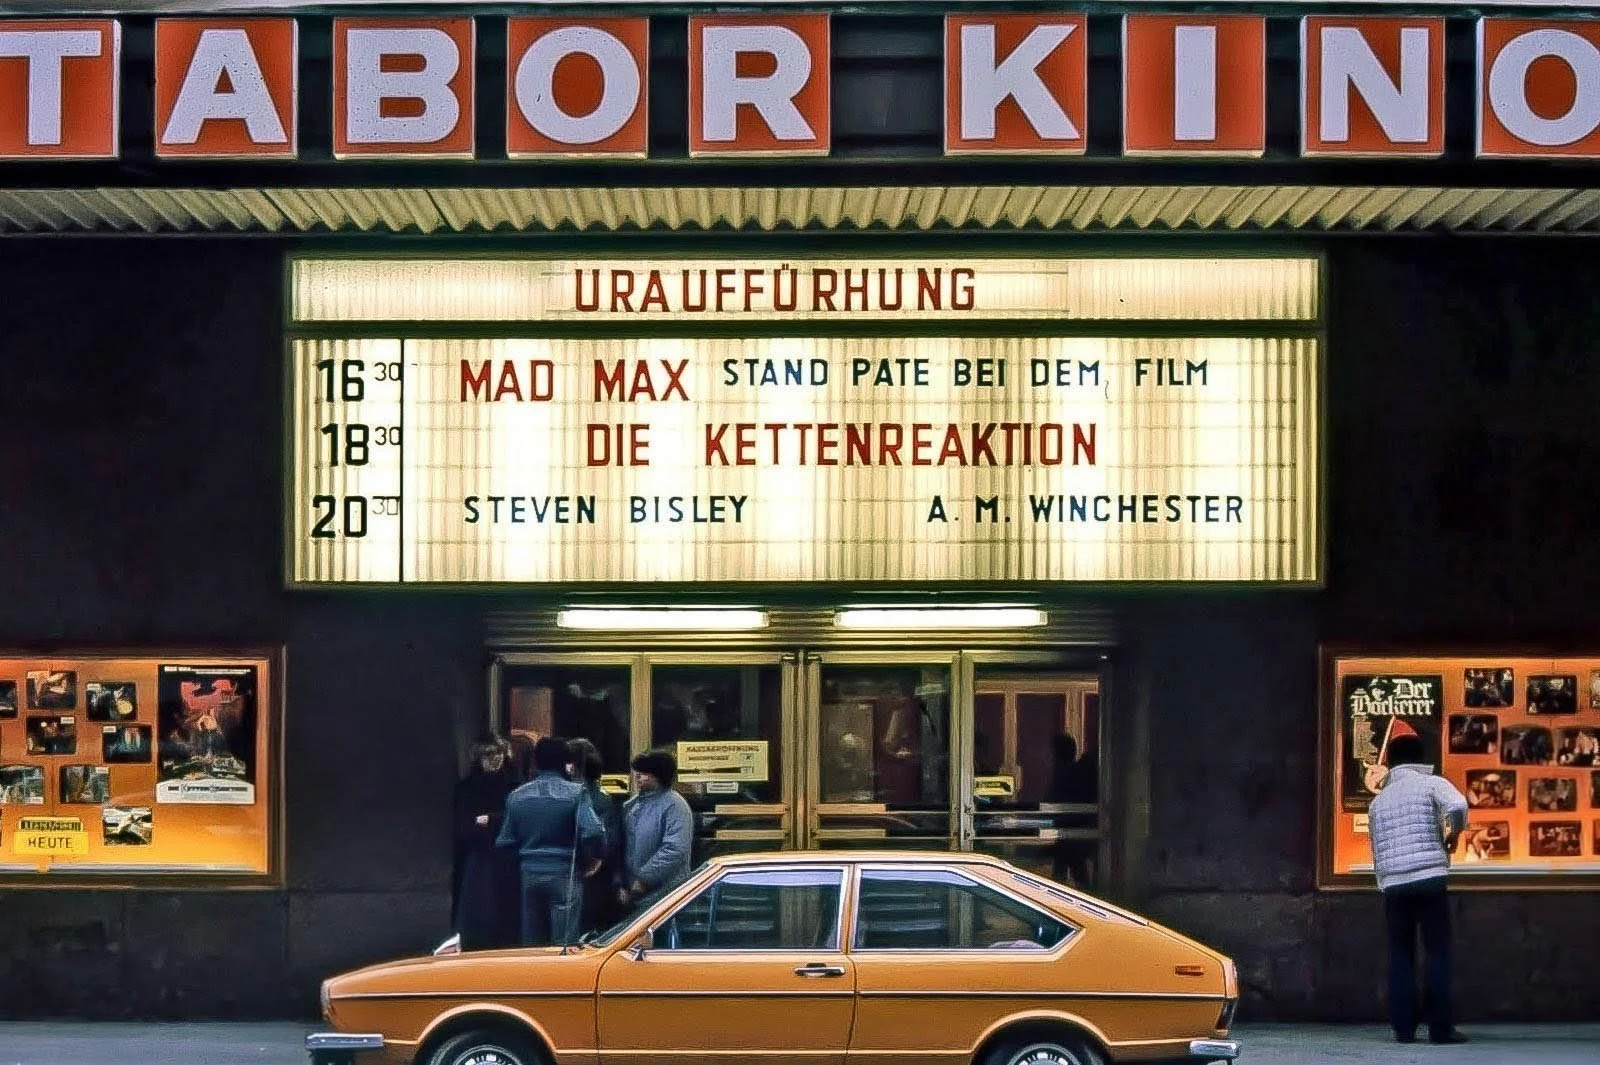 TABOR KINO
URAUFFÜRHUNG
16 30 MAD MAX STAND PATE BEI DEM FILM
18 30 DIE KETTENREAKTION
20 30 STEVEN BISLEY A. M. WINCHESTER
KASSAERÖFFNUNG
HEUTE
Der
Bockerer